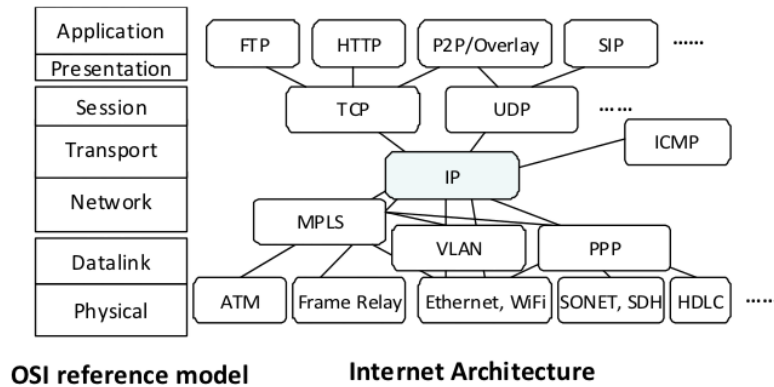 Application
FTP
HTTP
P2P/Overlay
SIP
......
Presentation
Session
TCP
UDP
......
Transport
ICMP
IP
Network
MPLS
VLAN
PPP
Datalink
Physical
ATM
Frame Relay
Ethernet, WiFi
SONET, SDH
HDLC
......
OSI reference model
Internet Architecture